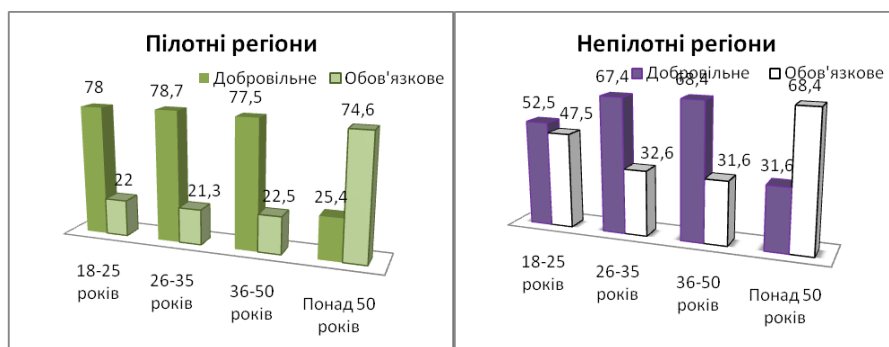 Пілотні регіони
Добровільне Обов'язкове
78
22
78,7
21,3
77,5
22,5
25,4
74,6
18-25
років
26-35
років
36-50
років
Понад 50
років
Непілотні регіони
Добровільне Обов'язкове
52,5
47,5
67,4
32,6
68,4
31,6
31,6
68,4
18-25
років
26-35
років
36-50
років
Понад 50
років